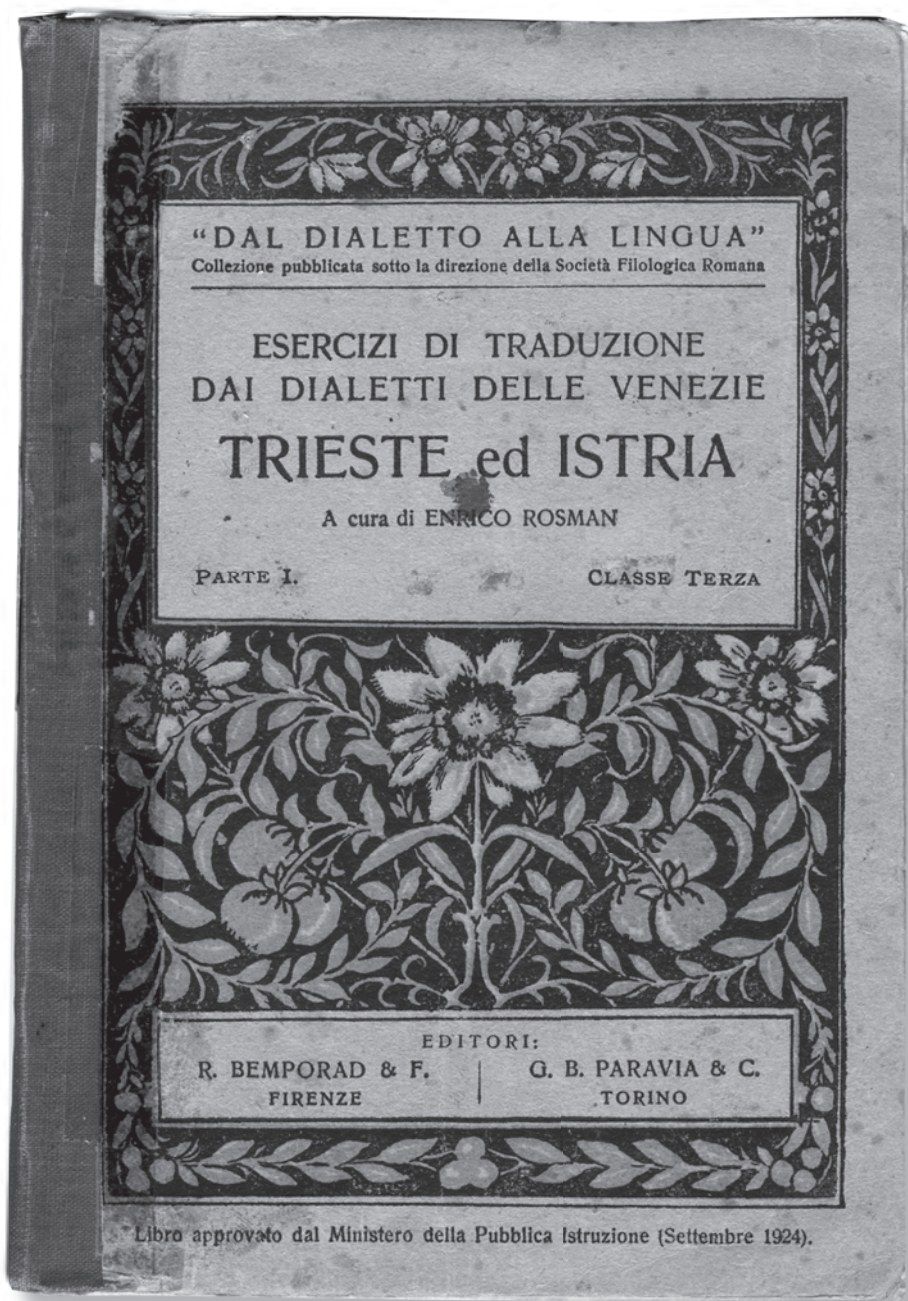 “DAL DIALETTO ALLA LINGUA”
Collezione pubblicata sotto la direzione della Società Filologica Romana
ESERCIZI DI TRADUZIONE
DAI DIALETTI DELLE VENEZIE
TRIESTE ed ISTRIA
A cura di ENRICO ROSMAN
PARTE I. CLASSE TERZA
EDITORI:
R. BEMPORAD & F.
FIRENZE
G. B. PARAVIA & C.
TORINO
Libro approvato dal Ministero della Pubblica Istruzione (Settembre 1924).